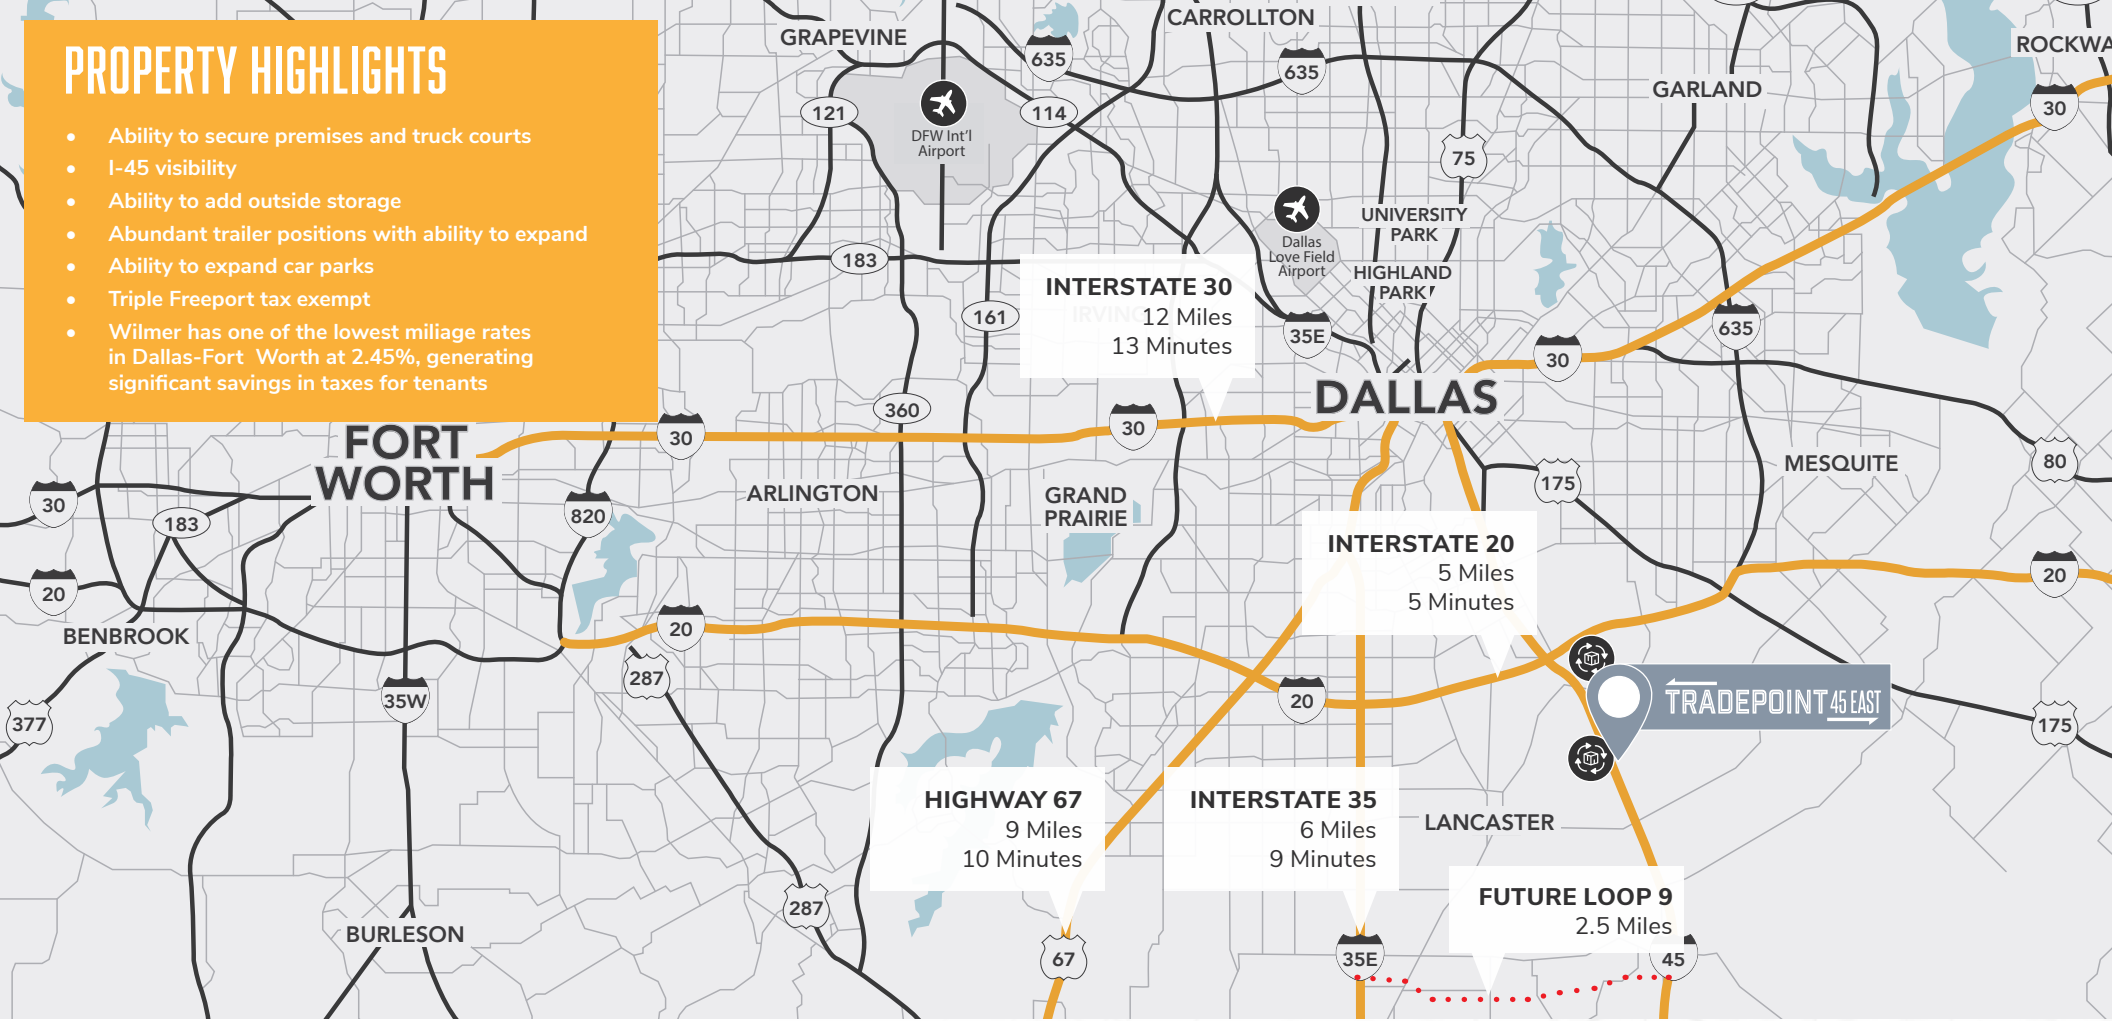 PROPERTY HIGHLIGHTS
• Ability to secure premises and truck courts
• I-45 visibility
• Ability to add outside storage
• Abundant trailer positions with ability to expand
• Ability to expand car parks
• Triple Freeport tax exempt
• Wilmer has one of the lowest miliage rates
in Dallas-Fort Worth at 2.45%, generating
significant savings in taxes for tenants
GRAPEVINE
CARROLLTON
ROCKWA
635
635
GARLAND
30
121
DFW Int'l
Airport
114
75
UNIVERSITY
PARK
Dallas
Love Field
Airport
183
HIGHLAND
PARK
INTERSTATE 30
12 Miles
13 Minutes
IRVING
161
35E
635
30
DALLAS
360
30
30
FORT
WORTH
MESQUITE
80
175
30
183
820
ARLINGTON
GRAND
PRAIRIE
INTERSTATE 20
5 Miles
5 Minutes
20
20
BENBROOK
20
287
35W
377
20
TRADEPOINT 45 EAST
175
HIGHWAY 67
9 Miles
10 Minutes
INTERSTATE 35
6 Miles
9 Minutes
LANCASTER
FUTURE LOOP 9
2.5 Miles
287
BURLESON
67
35E
45